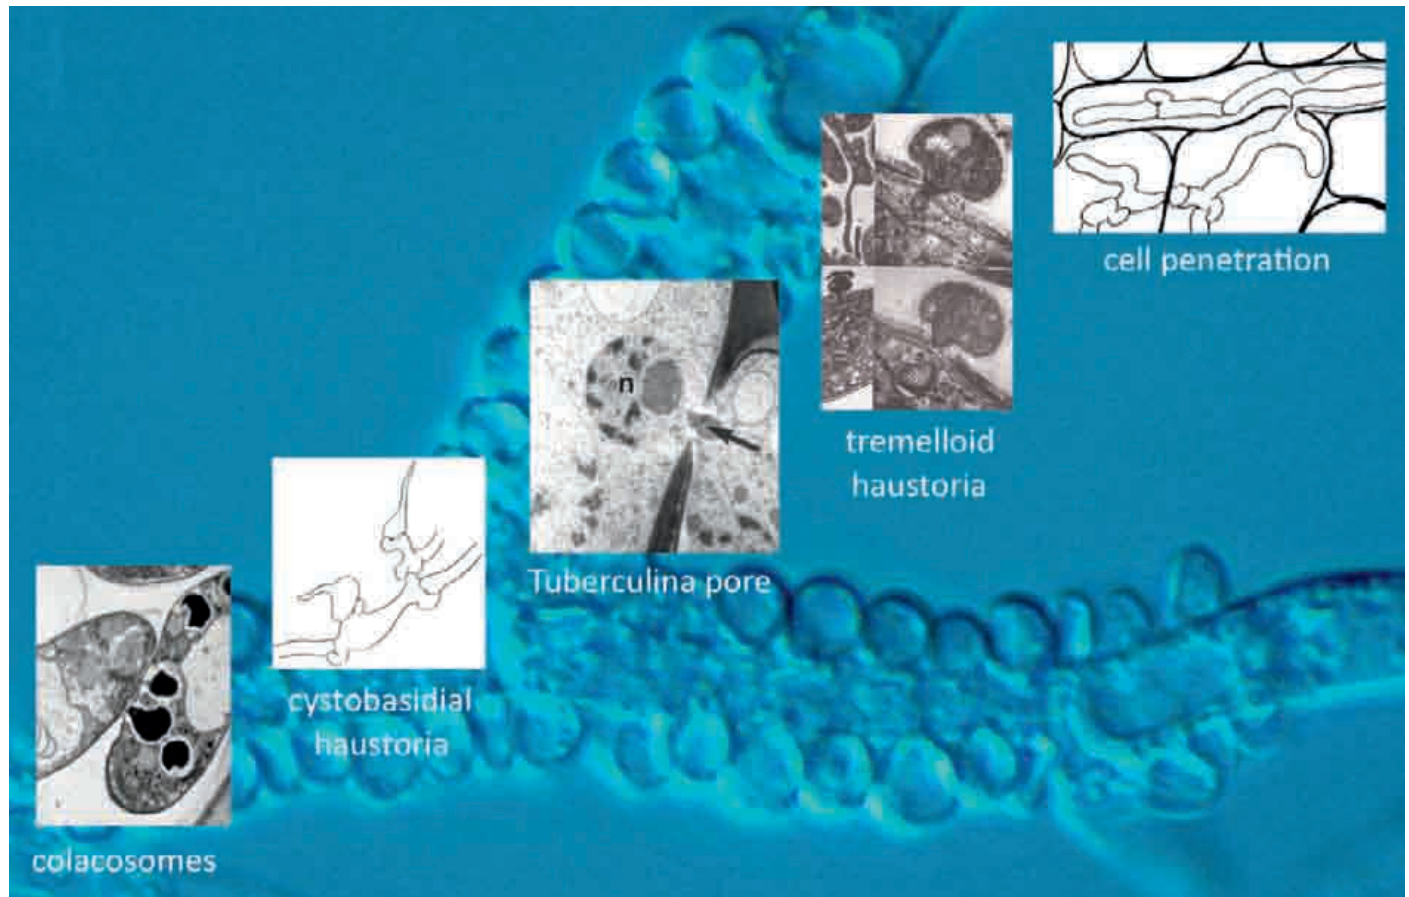 cell penetration
tremelloid
haustoria
n
Tuberculina pore
cystobasidial
haustoria
colacosomes